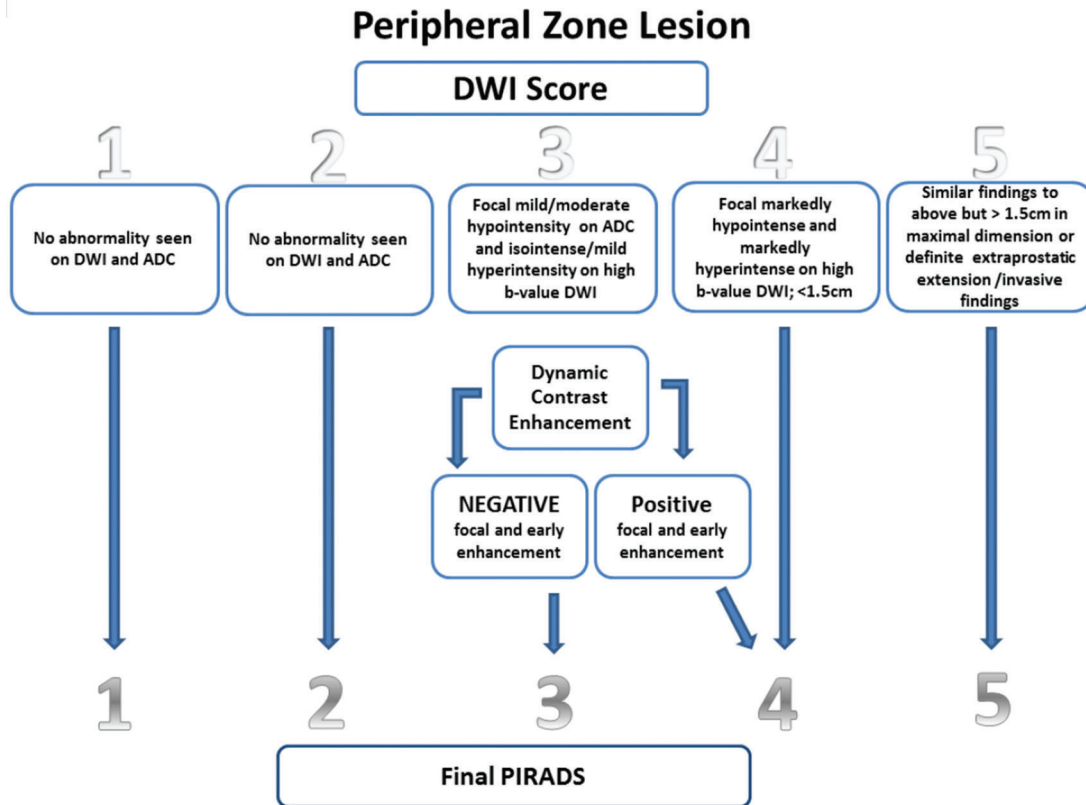 Peripheral Zone Lesion
DWI Score
1
2
3
4
5
No abnormality seen
on DWI and ADC
No abnormality seen
on DWI and ADC
Focal mild/moderate
hypointensity on ADC
and isointense/mild
hyperintensity on high
b-value DWI
Focal markedly
hypointense and
markedly
hyperintense on high
b-value DWI; <1.5cm
Similar findings to
above but > 1.5cm in
maximal dimension or
definite extraprostatic
extension /invasive
findings
Dynamic
Contrast
Enhancement
NEGATIVE
focal and early
enhancement
Positive
focal and early
enhancement
1
2
3
4
5
Final PIRADS